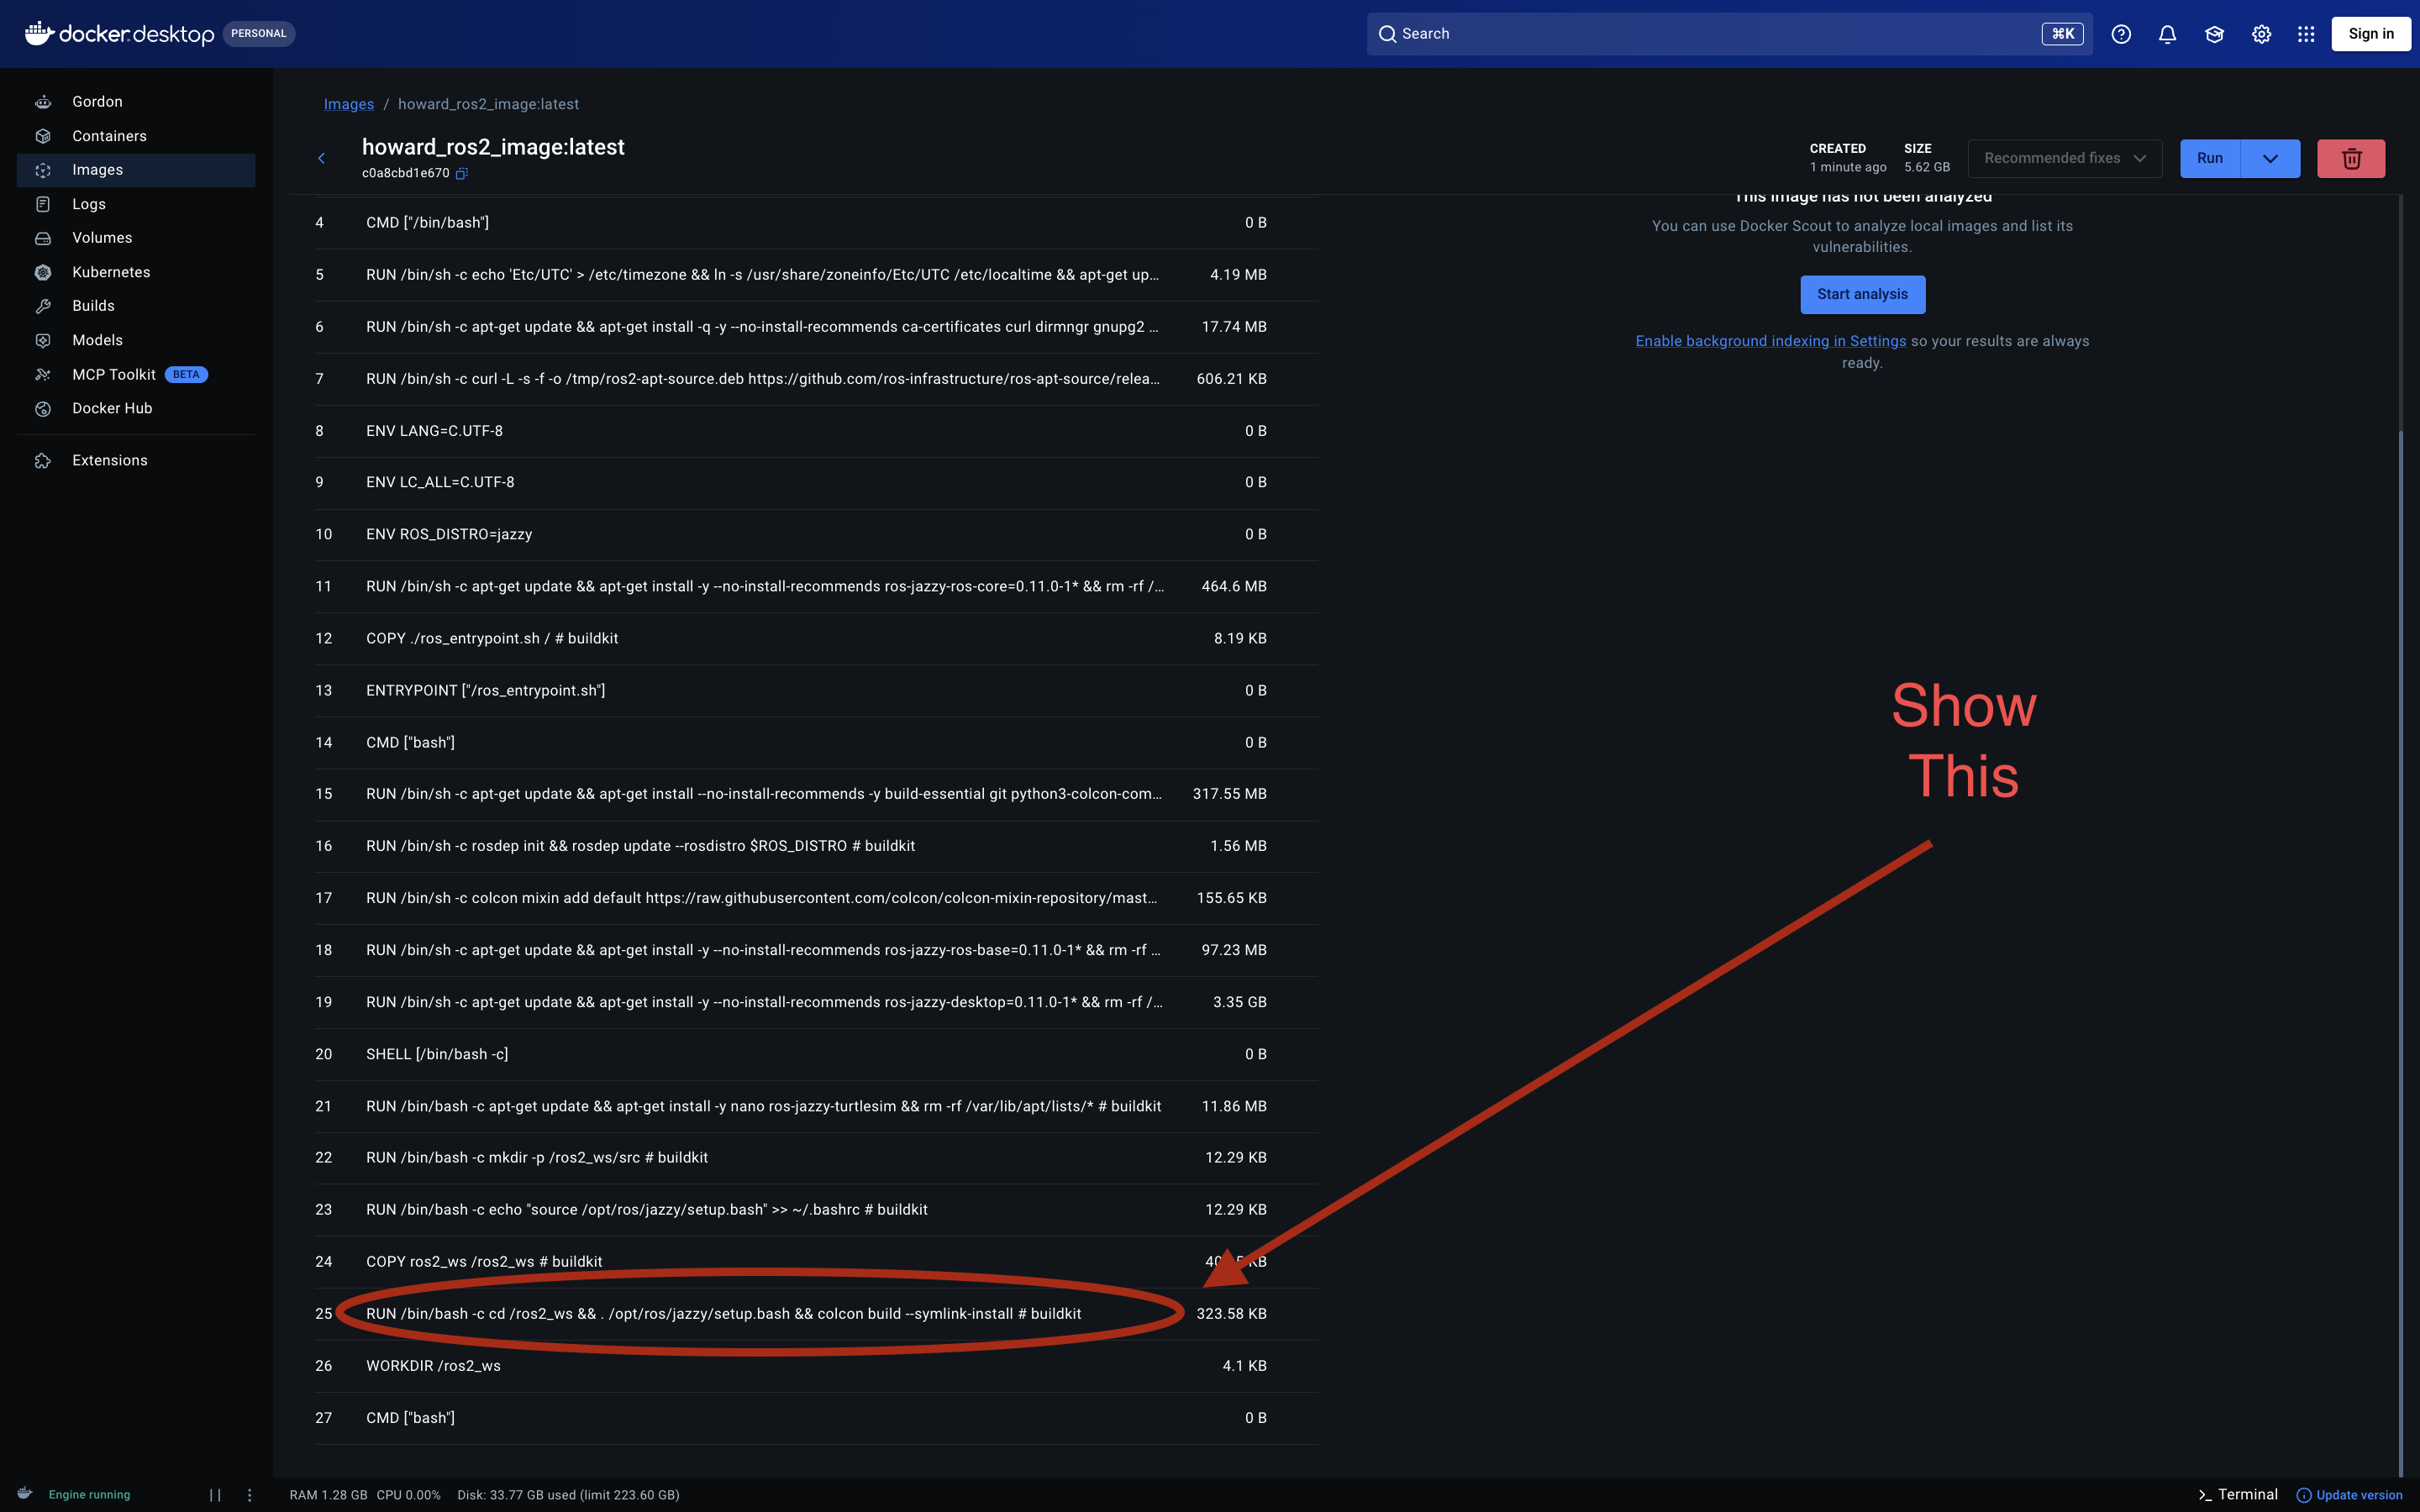 docker.desktop PERSONAL
Search
⌘K
Sign in
Gordon
Containers
Images
Logs
Volumes
Kubernetes
Builds
Models
MCP Toolkit BETA
Docker Hub
Extensions
Images / howard_ros2_image:latest
howard_ros2_image:latest
c0a8cbd1e670
CREATED
1 minute ago
SIZE
5.62 GB
Recommended fixes
Run
4 CMD ["/bin/bash"] 0 B
5 RUN /bin/sh -c echo 'Etc/UTC' > /etc/timezone && ln -s /usr/share/zoneinfo/Etc/UTC /etc/localtime && apt-get up... 4.19 MB
6 RUN /bin/sh -c apt-get update && apt-get install -q -y --no-install-recommends ca-certificates curl dirmngr gnupg2 ... 17.74 MB
7 RUN /bin/sh -c curl -L -s -f -o /tmp/ros2-apt-source.deb https://github.com/ros-infrastructure/ros-apt-source/relea... 606.21 KB
8 ENV LANG=C.UTF-8 0 B
9 ENV LC_ALL=C.UTF-8 0 B
10 ENV ROS_DISTRO=jazzy 0 B
11 RUN /bin/sh -c apt-get update && apt-get install -y --no-install-recommends ros-jazzy-ros-core=0.11.0-1* && rm -rf /... 464.6 MB
12 COPY ./ros_entrypoint.sh / # buildkit 8.19 KB
13 ENTRYPOINT ["/ros_entrypoint.sh"] 0 B
14 CMD ["bash"] 0 B
15 RUN /bin/sh -c apt-get update && apt-get install --no-install-recommends -y build-essential git python3-colcon-com... 317.55 MB
16 RUN /bin/sh -c rosdep init && rosdep update --rosdistro $ROS_DISTRO # buildkit 1.56 MB
17 RUN /bin/sh -c colcon mixin add default https://raw.githubusercontent.com/colcon/colcon-mixin-repository/mast... 155.65 KB
18 RUN /bin/sh -c apt-get update && apt-get install -y --no-install-recommends ros-jazzy-ros-base=0.11.0-1* && rm -rf ... 97.23 MB
19 RUN /bin/sh -c apt-get update && apt-get install -y --no-install-recommends ros-jazzy-desktop=0.11.0-1* && rm -rf /... 3.35 GB
20 SHELL [/bin/bash -c] 0 B
21 RUN /bin/bash -c apt-get update && apt-get install -y nano ros-jazzy-turtlesim && rm -rf /var/lib/apt/lists/* # buildkit 11.86 MB
22 RUN /bin/bash -c mkdir -p /ros2_ws/src # buildkit 12.29 KB
23 RUN /bin/bash -c echo "source /opt/ros/jazzy/setup.bash" >> ~/.bashrc # buildkit 12.29 KB
24 COPY ros2_ws /ros2_ws # buildkit
25 RUN /bin/bash -c cd /ros2_ws && . /opt/ros/jazzy/setup.bash && colcon build --symlink-install # buildkit 323.58 KB
26 WORKDIR /ros2_ws 4.1 KB
27 CMD ["bash"] 0 B
This image has not been analyzed
You can use Docker Scout to analyze local images and list its
vulnerabilities.
Start analysis
Enable background indexing in Settings so your results are always
ready.
Show
This
Engine running
RAM 1.28 GB CPU 0.00% Disk: 33.77 GB used (limit 223.60 GB)
Terminal
Update version